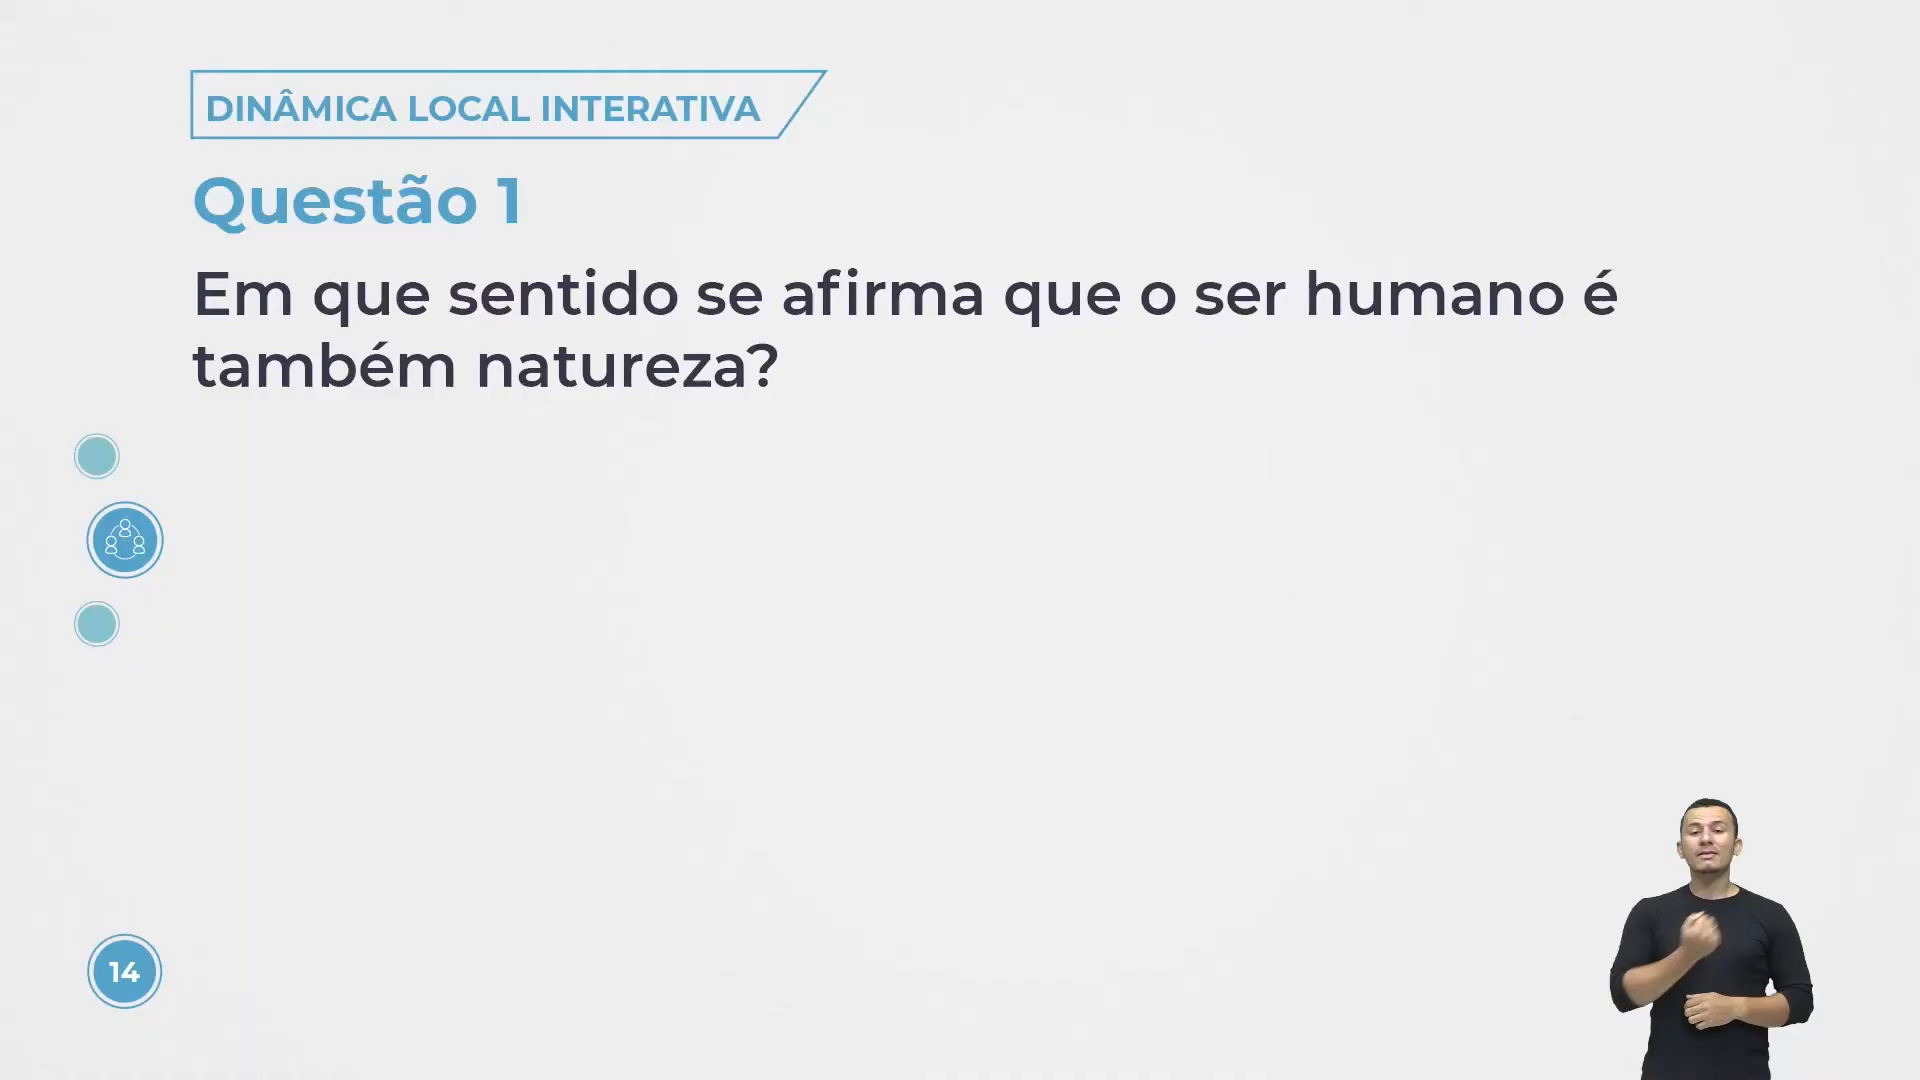 DINÂMICA LOCAL INTERATIVA
Questão 1
Em que sentido se afirma que o ser humano é
também natureza?
14